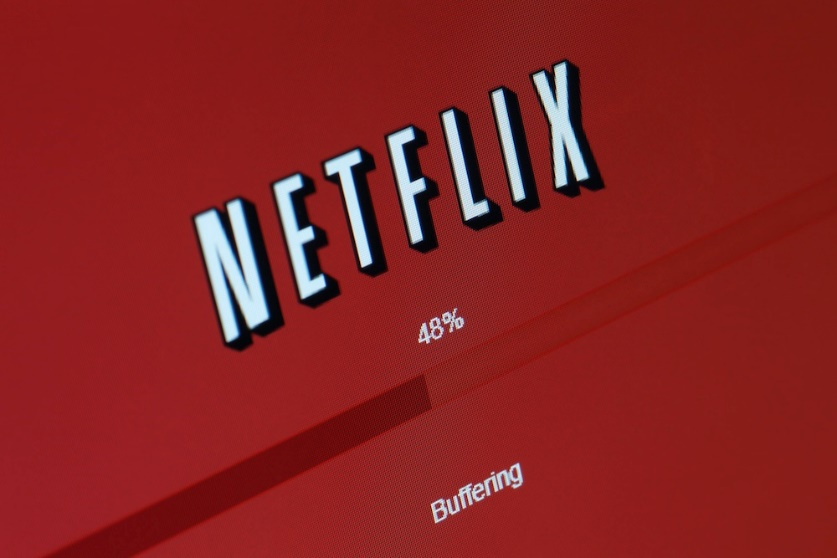 NETFLIX
48%
Buffering